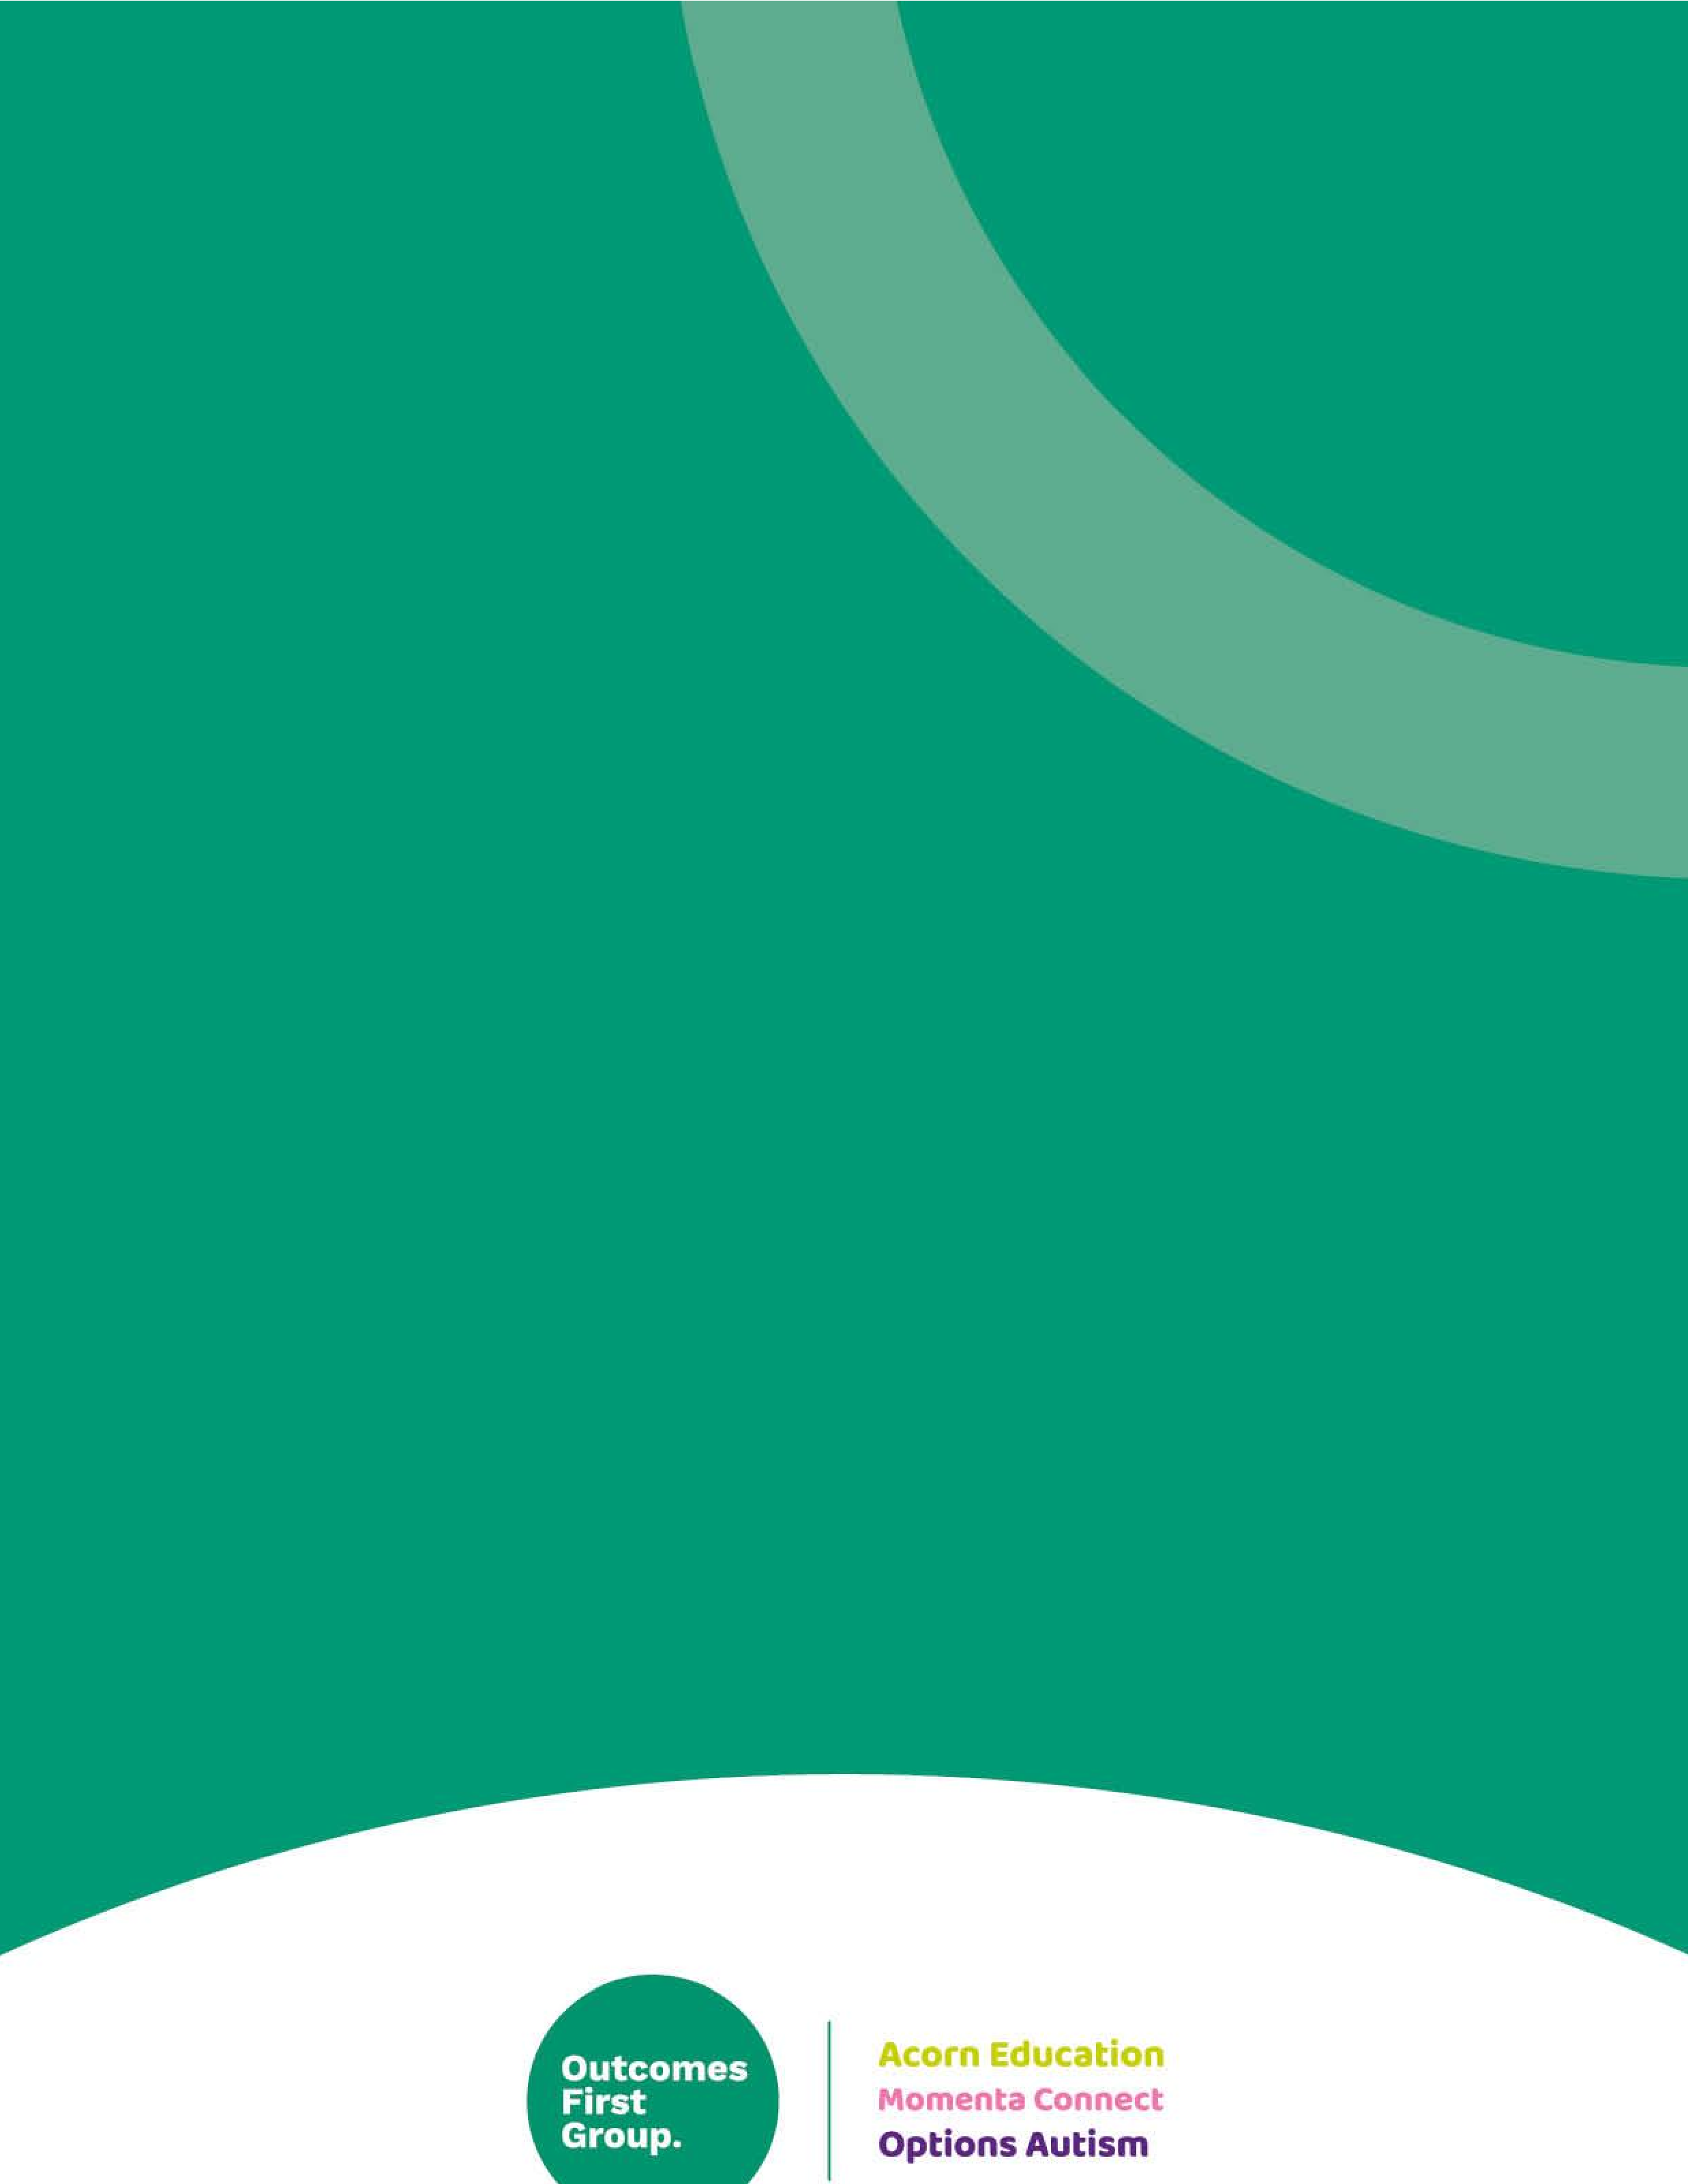 Outcomes
First
Group.
Acorn Education
Momenta Connect
Options Autism